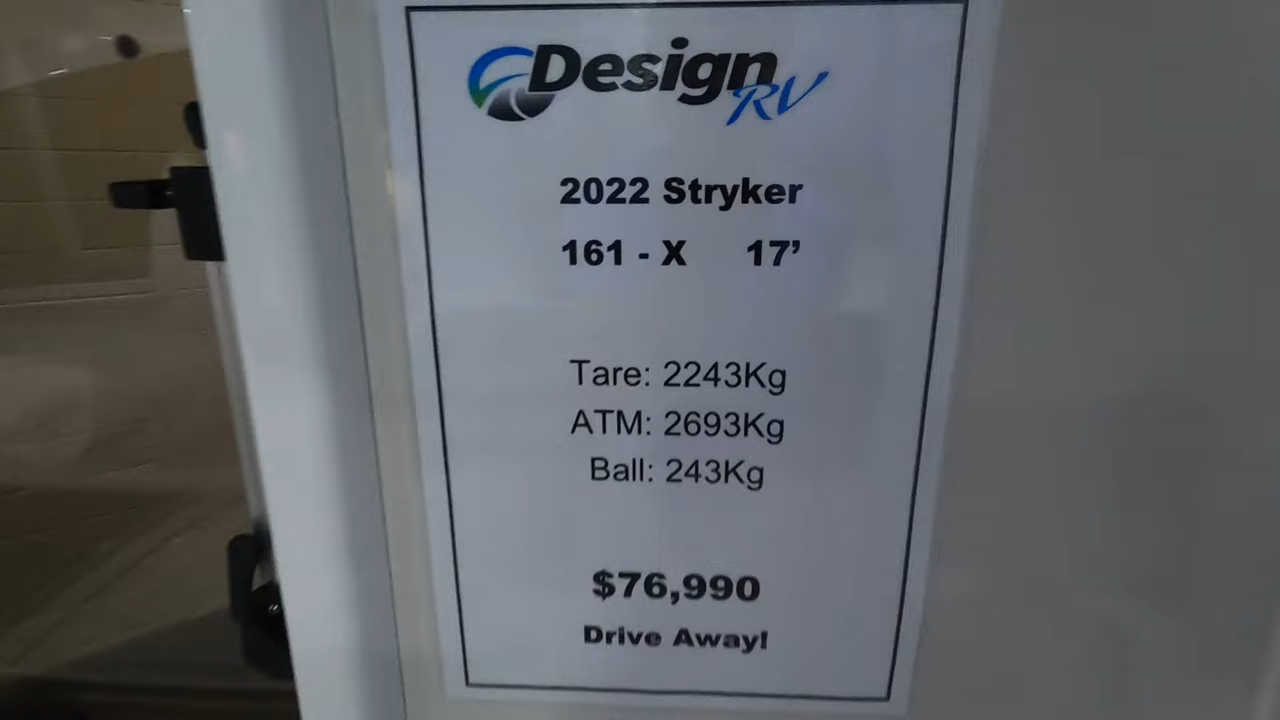 Design
RV
2022 Stryker
161 - X 17’
Tare: 2243Kg
ATM: 2693Kg
Ball: 243Kg
$76,990
Drive Away!